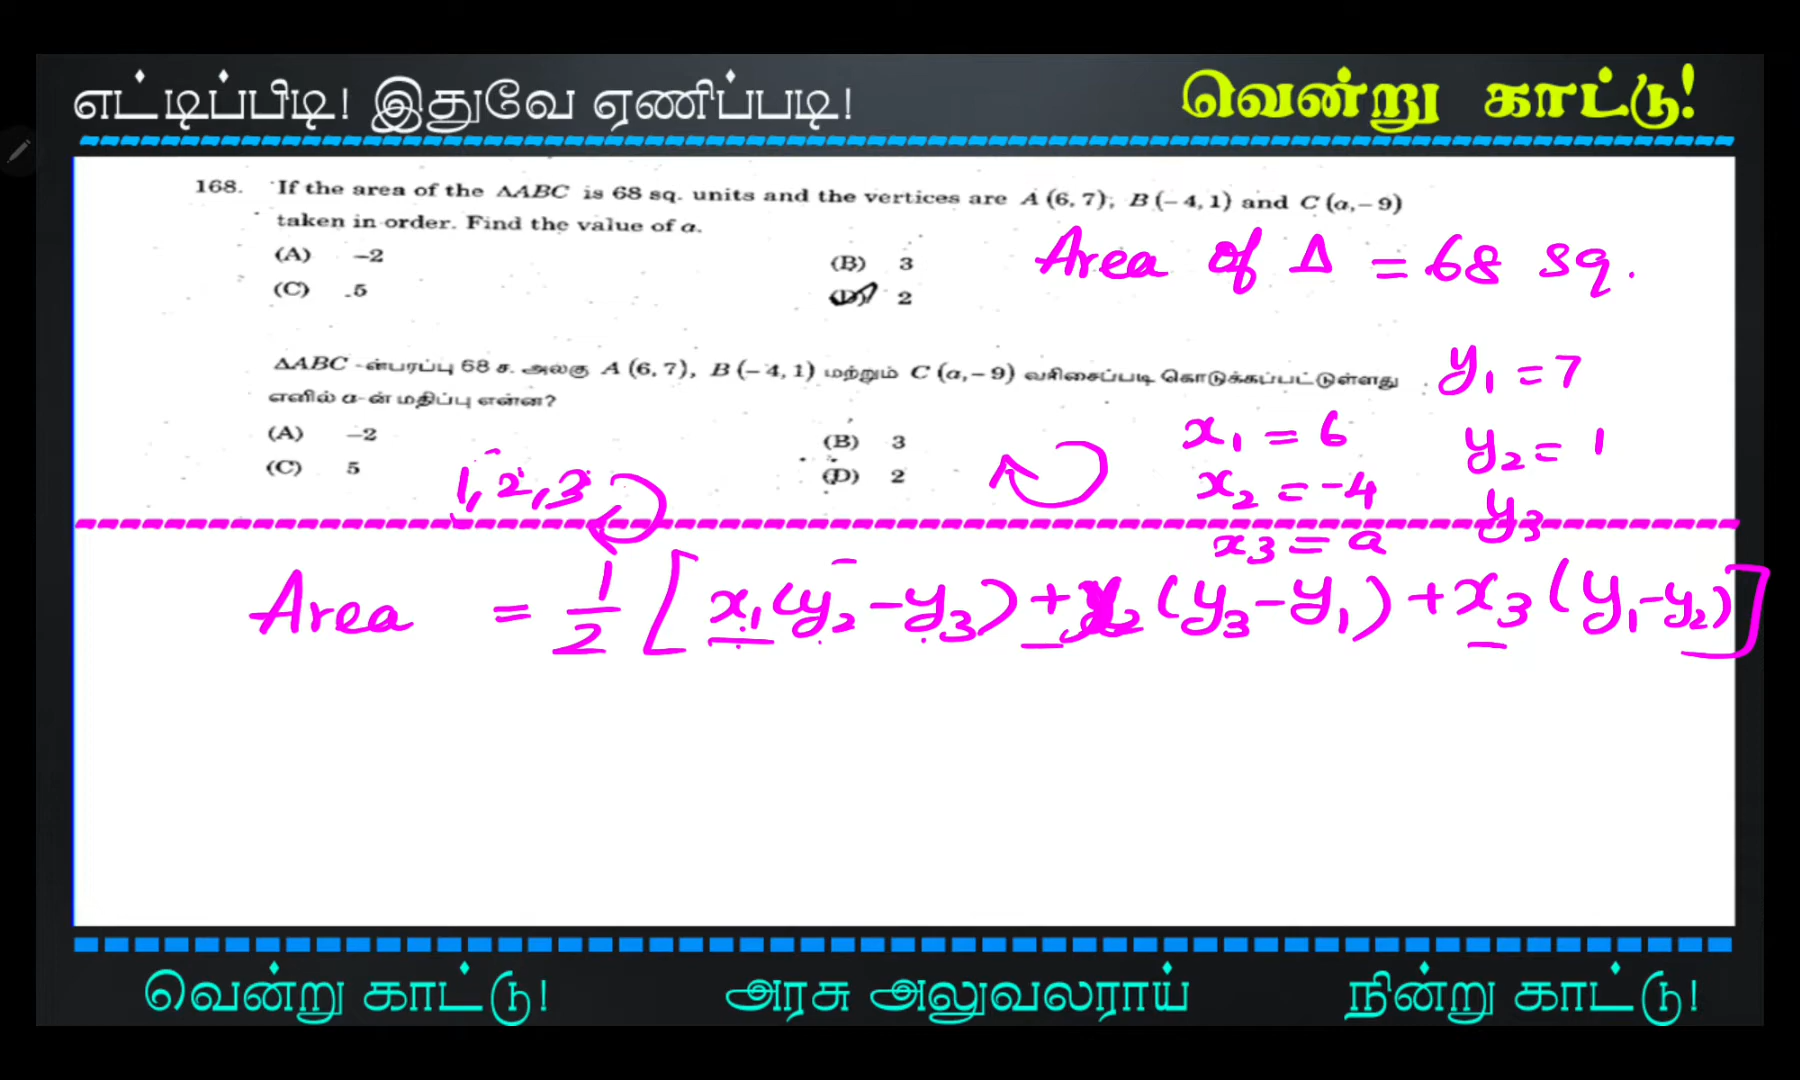 எட்டிப்பிடி! இதுவே ஏணிப்படி!
வென்று காட்டு!
168. If the area of the ΔABC is 68 sq. units and the vertices are A (6, 7), B (– 4, 1) and C (a, – 9)
taken in order. Find the value of a.
(A) –2 (B) 3
(C) 5 (D) 2
Area of Δ = 68 sq.
ΔABC -ன்பரப்பு 68 ச. அலகு A (6, 7), B (– 4, 1) மற்றும் C (a, – 9) வரிசைப்படி கொடுக்கப்பட்டுள்ளது
எனில் a-ன் மதிப்பு என்ன?
(A) –2 (B) 3
(C) 5 (D) 2
y1 = 7
x1 = 6 y2 = 1
x2 = -4 y3
x3 = a
1, 2, 3
Area = 1/2 [x1(y2 - y3) + x2(y3 - y1) + x3(y1 - y2)]
வென்று காட்டு! அரசு அலுவலராய் நின்று காட்டு!